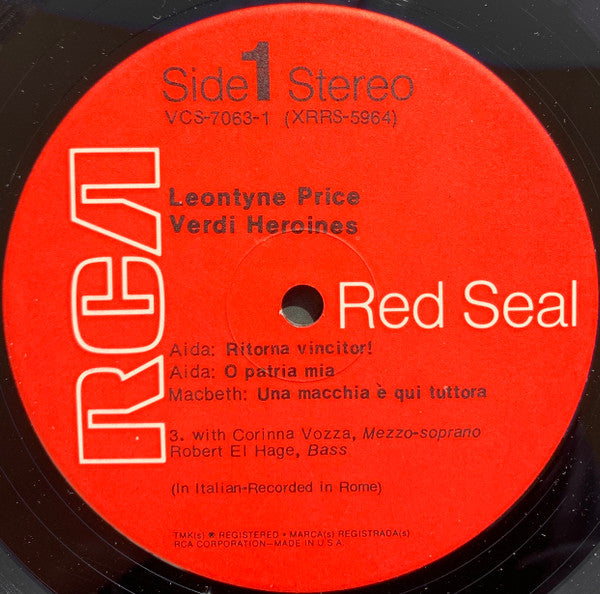 Side 1 Stereo
VCS-7063-1 (XRRS-5964)
Leontyne Price
Verdi Heroines
RCA
Red Seal
Aida: Ritorna vincitor!
Aida: O patria mia
Macbeth: Una macchia è qui tuttora
3. with Corinna Vozza, Mezzo-soprano
Robert El Hage, Bass
(In Italian-Recorded in Rome)
TMK(s) ® REGISTERED • MARCA(s) REGISTRADA(s)
RCA CORPORATION—MADE IN U.S.A.